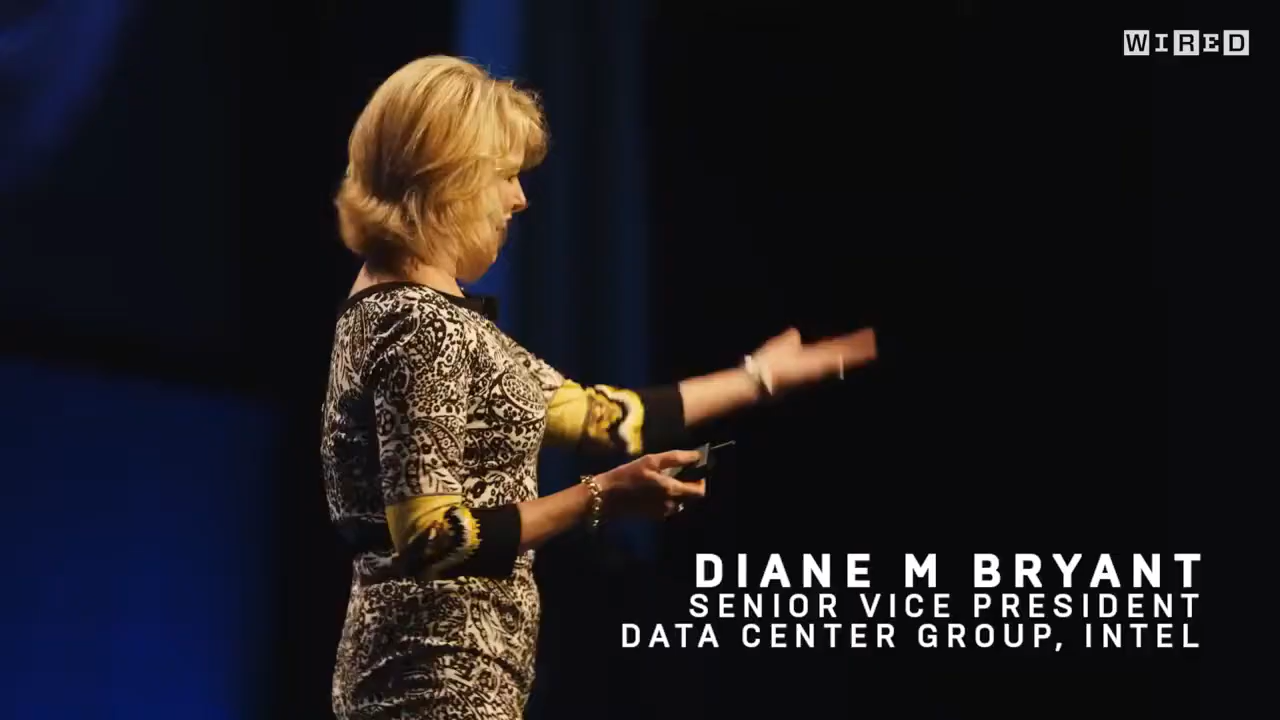 WIRED
DIANE M BRYANT
SENIOR VICE PRESIDENT
DATA CENTER GROUP, INTEL